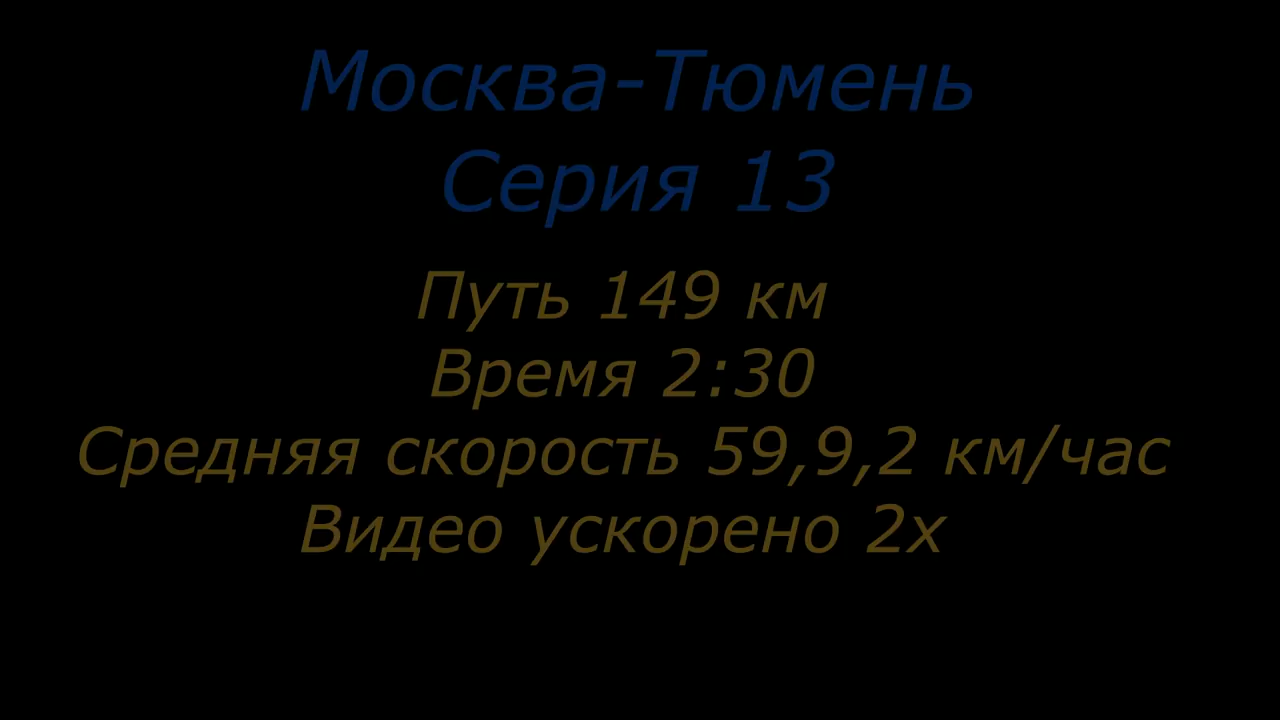 Москва-Тюмень
Серия 13
Путь 149 км
Время 2:30
Средняя скорость 59,9,2 км/час
Видео ускорено 2х